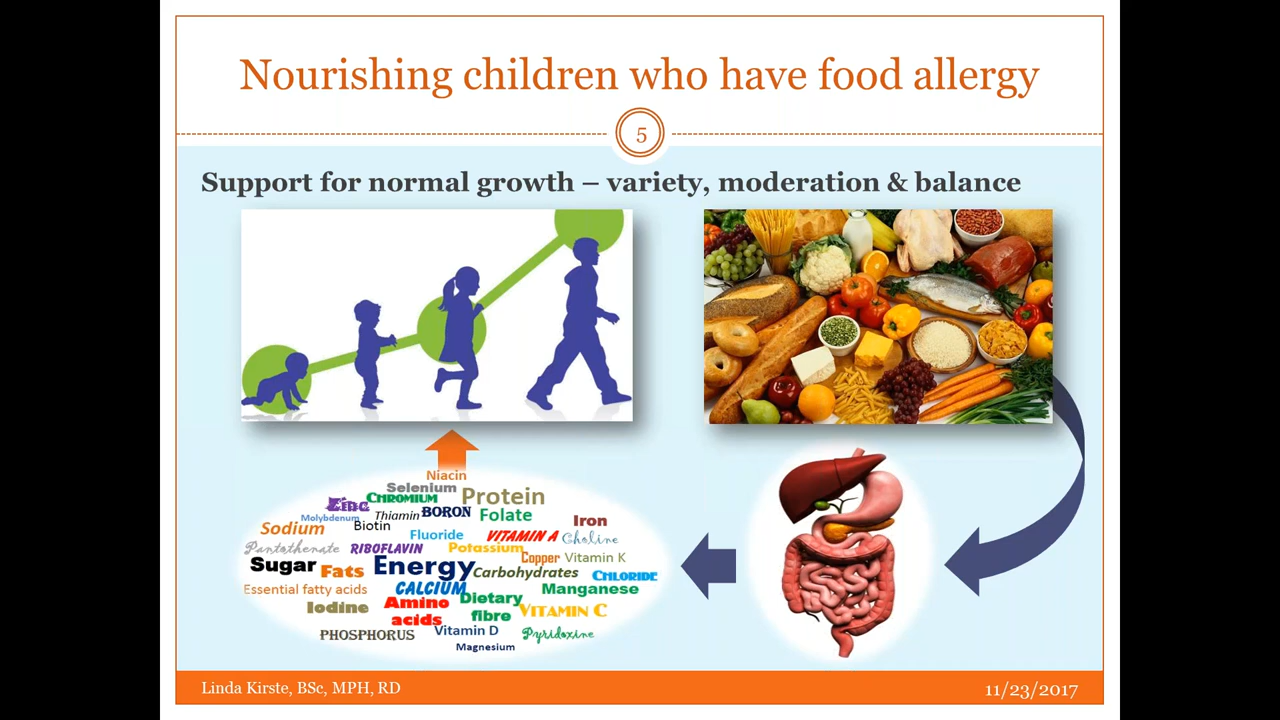 Nourishing children who have food allergy
5
Support for normal growth – variety, moderation & balance
Niacin
Selenium
Zinc
Chromium
Protein
Molybdenum
Thiamin
BORON
Folate
Sodium
Biotin
Iron
Fluoride
VITAMIN A
Choline
Pantothenate
RIBOFLAVIN
Potassium
Copper
Vitamin K
Sugar
Fats
Energy
Carbohydrates
CHLORIDE
Essential fatty acids
CALCIUM
Manganese
Iodine
Amino
acids
Dietary
fibre
VITAMIN C
PHOSPHORUS
Vitamin D
Pyridoxine
Magnesium
Linda Kirste, BSc, MPH, RD
11/23/2017